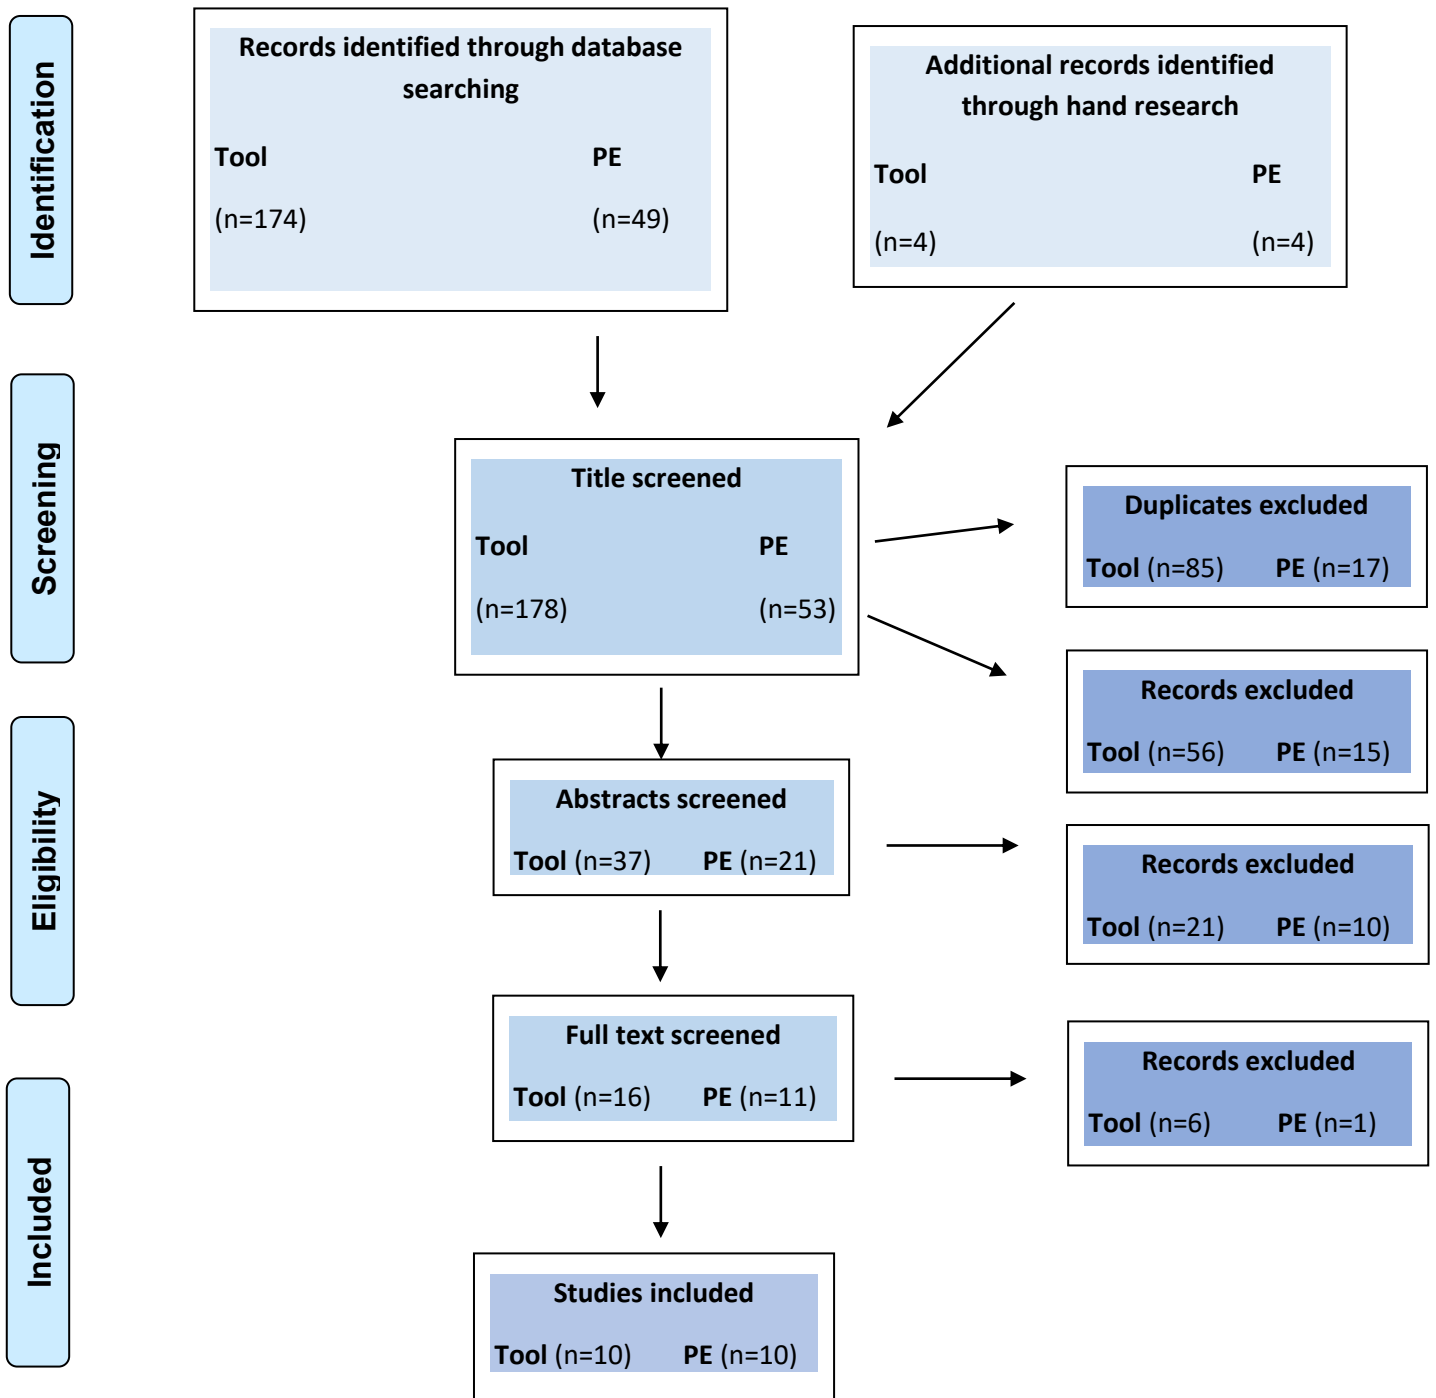 Identification
Records identified through database
searching
Tool PE
(n=174) (n=49)
Additional records identified
through hand research
Tool PE
(n=4) (n=4)
Screening
Title screened
Tool PE
(n=178) (n=53)
Duplicates excluded
Tool (n=85) PE (n=17)
Records excluded
Tool (n=56) PE (n=15)
Eligibility
Abstracts screened
Tool (n=37) PE (n=21)
Records excluded
Tool (n=21) PE (n=10)
Full text screened
Tool (n=16) PE (n=11)
Records excluded
Tool (n=6) PE (n=1)
Included
Studies included
Tool (n=10) PE (n=10)